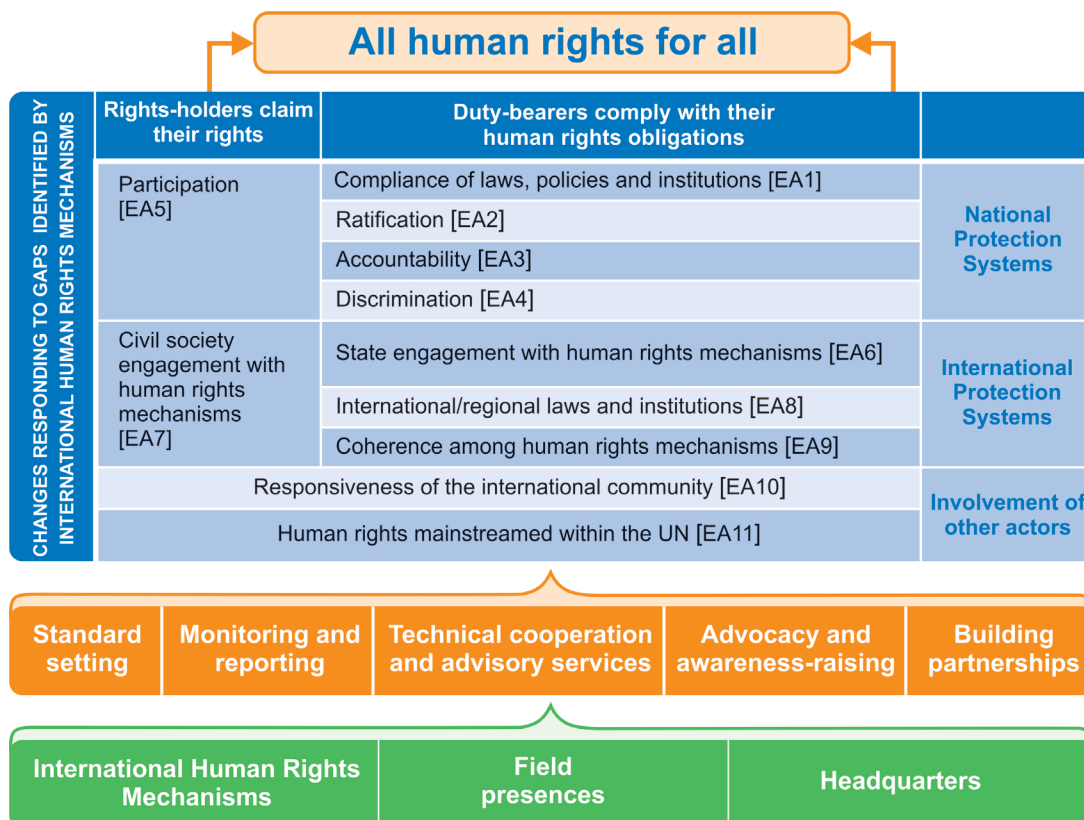 All human rights for all
CHANGES RESPONDING TO GAPS IDENTIFIED BY
INTERNATIONAL HUMAN RIGHTS MECHANISMS
Rights-holders claim
their rights
Duty-bearers comply with their
human rights obligations
Participation
[EA5]
Compliance of laws, policies and institutions [EA1]
Ratification [EA2]
Accountability [EA3]
Discrimination [EA4]
National
Protection
Systems
Civil society
engagement with
human rights
mechanisms
[EA7]
State engagement with human rights mechanisms [EA6]
International/regional laws and institutions [EA8]
Coherence among human rights mechanisms [EA9]
International
Protection
Systems
Responsiveness of the international community [EA10]
Human rights mainstreamed within the UN [EA11]
Involvement of
other actors
Standard
setting
Monitoring and
reporting
Technical cooperation
and advisory services
Advocacy and
awareness-raising
Building
partnerships
International Human Rights
Mechanisms
Field
presences
Headquarters